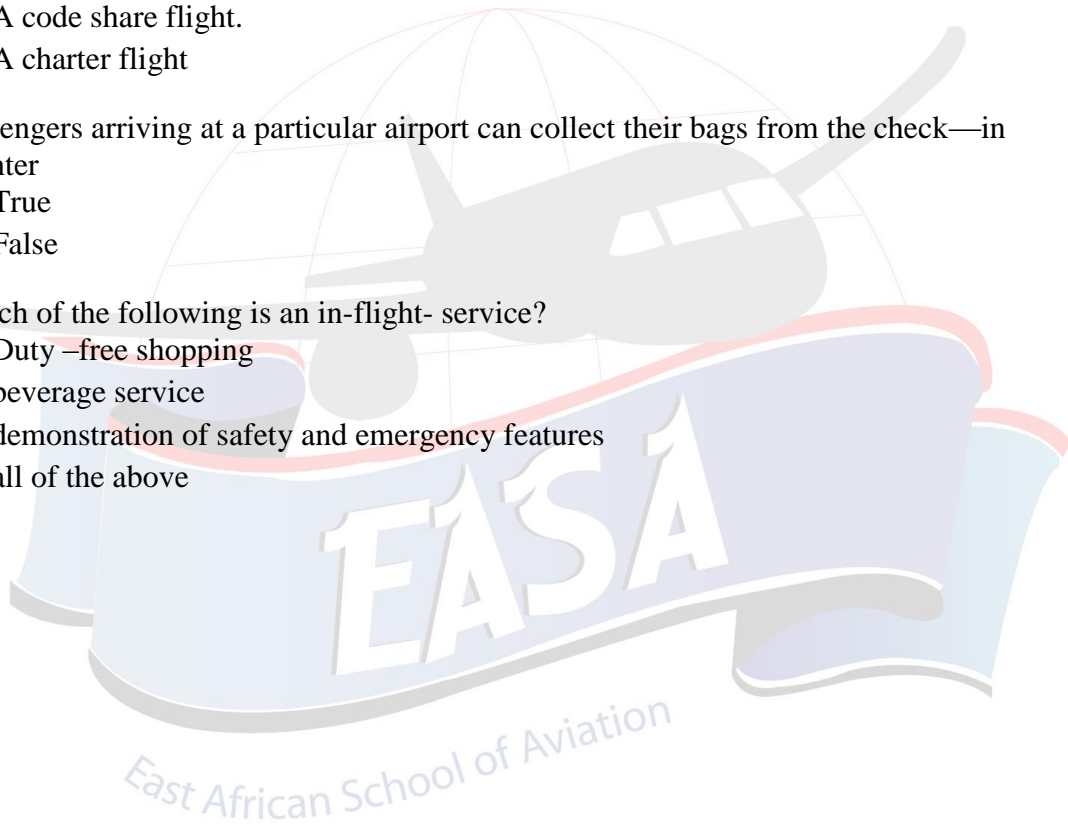 A code share flight.
A charter flight
engers arriving at a particular airport can collect their bags from the check—in
nter
True
False
ch of the following is an in-flight- service?
Duty –free shopping
beverage service
demonstration of safety and emergency features
all of the above
EASA
East African School of Aviation